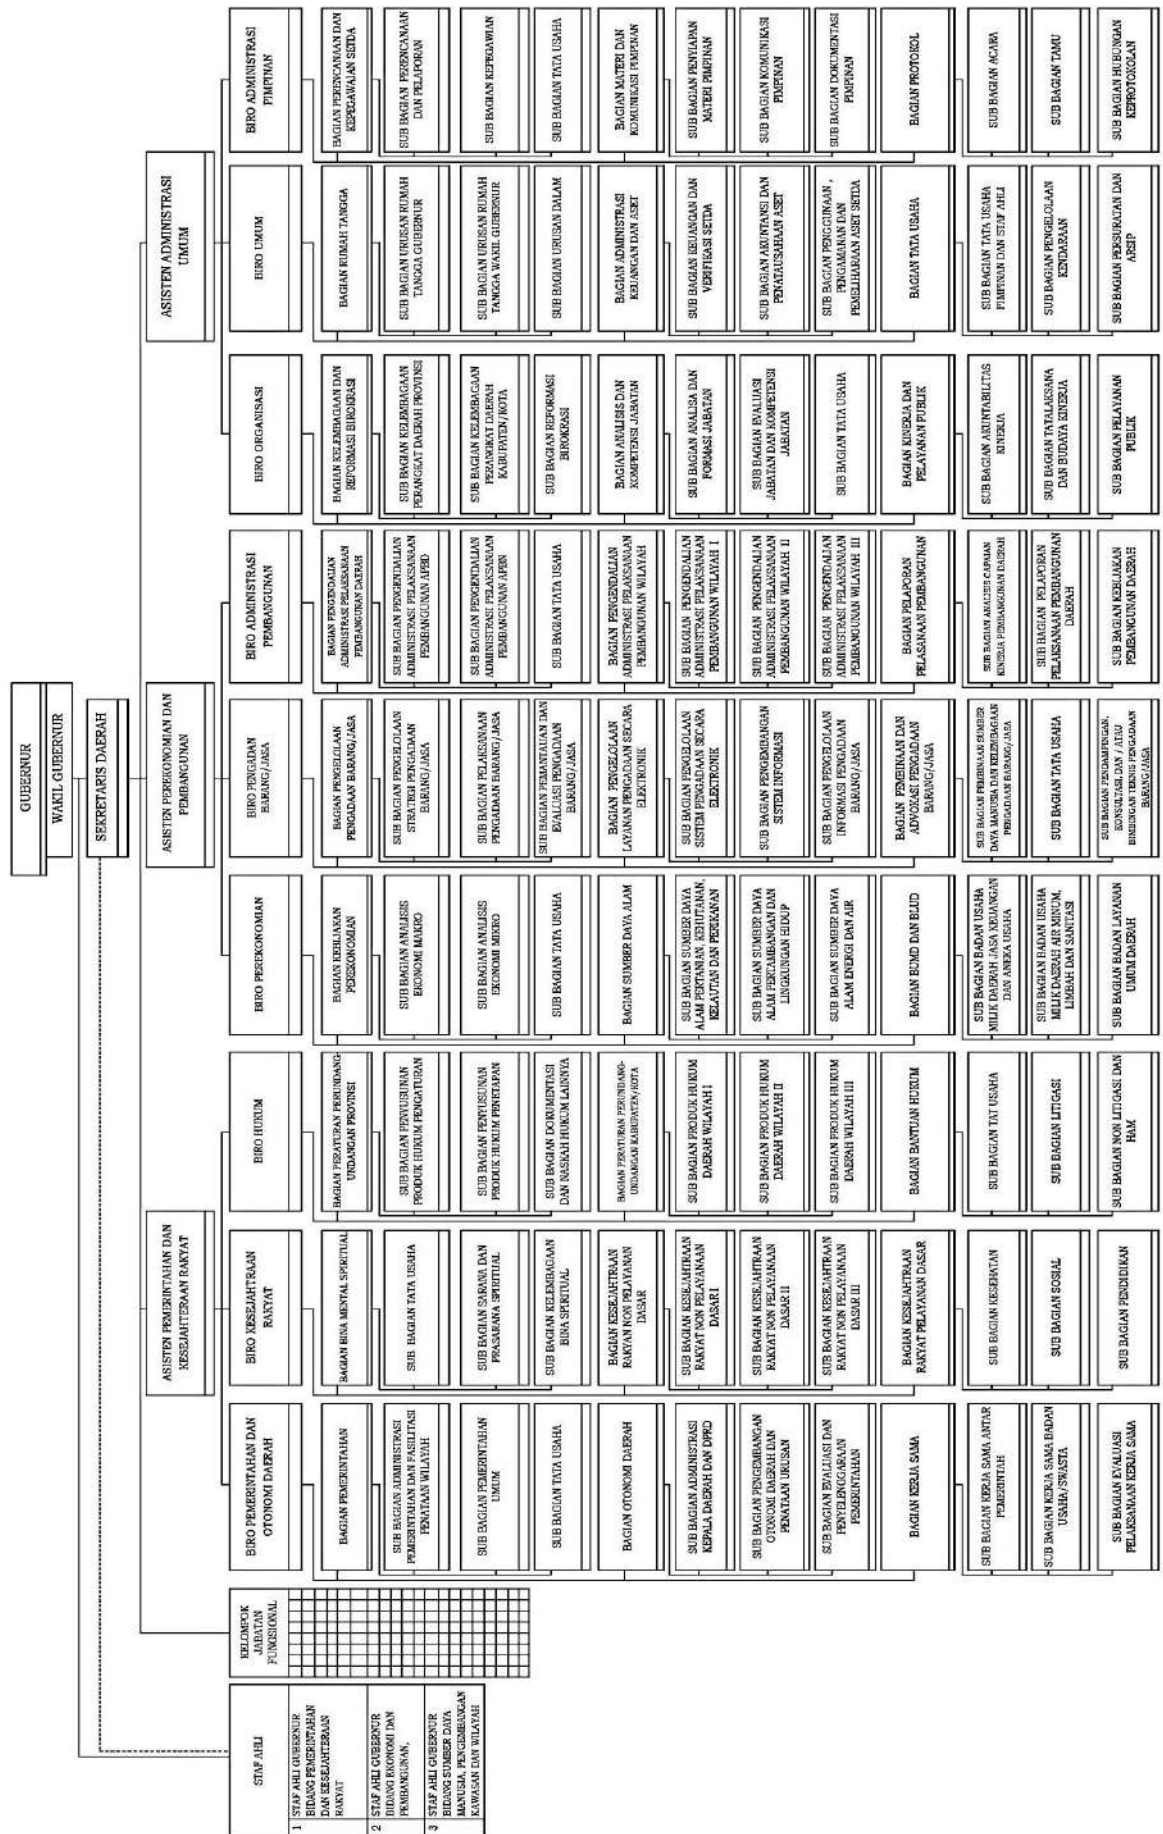 GUBERNUR
WAKIL GUBERNUR
SEKRETARIS DAERAH
STAF AHLI
1
STAF AHLI GUBERNUR
BIDANG PEMERINTAHAN
DAN KESEJAHTERAAN
RAKYAT
2
STAF AHLI GUBERNUR
BIDANG EKONOMI DAN
PEMBANGUNAN,
3
STAF AHLI GUBERNUR
BIDANG SUMBER DAYA
MANUSIA, PENGEMBANGAN
KAWASAN DAN WILAYAH
KELOMPOK
JABATAN
FUNGSIONAL
ASISTEN PEMERINTAHAN DAN
KESEJAHTERAAN RAKYAT
BIRO PEMERINTAHAN DAN
OTONOMI DAERAH
BAGIAN PEMERINTAHAN
SUB BAGIAN ADMINISTRASI
PEMERINTAHAN DAN FASILITASI
PENATAAN WILAYAH
SUB BAGIAN PEMERINTAHAN
UMUM
SUB BAGIAN TATA USAHA
BAGIAN OTONOMI DAERAH
SUB BAGIAN ADMINISTRASI
KEPALA DAERAH DAN DPRD
SUB BAGIAN PENGEMBANGAN
OTONOMI DAERAH DAN
PENATAAN URUSAN
SUB BAGIAN EVALUASI DAN
PENYELENGGARAAN
PEMERINTAHAN
BAGIAN KERJA SAMA
SUB BAGIAN KERJA SAMA ANTAR
PEMERINTAH
SUB BAGIAN KERJA SAMA BADAN
USAHA/SWASTA
SUB BAGIAN EVALUASI
PELAKSANAAN KERJA SAMA
BIRO KESEJAHTRAAN
RAKYAT
BAGIAN BINA MENTAL SPIRITUAL
SUB BAGIAN TATA USAHA
SUB BAGIAN SARANA DAN
PRASARANA SPIRITUAL
SUB BAGIAN KELEMBAGAAN
BINA SPIRITUAL
BAGIAN KESEJAHTRAAN
RAKYAN NON PELAYANAN
DASAR
SUB BAGIAN KESEJAHTRAAN
RAKYAT NON PELAYANAAN
DASAR I
SUB BAGIAN KESEJAHTRAAN
RAKYAT NON PELAYANAAN
DASAR II
SUB BAGIAN KESEJAHTRAAN
RAKYAT NON PELAYANAAN
DASAR III
BAGIAN KESEJAHTRAAN
RAKYAT PELAYANAN DASAR
SUB BAGIAN KESEHATAN
SUB BAGIAN SOSIAL
SUB BAGIAN PENDIDIKAN
BIRO HUKUM
BAGIAN PERATURAN PERUNDANG-
UNDANGAN PROVINSI
SUB BAGIAN PENYUSUNAN
PRODUK HUKUM PENGATURAN
SUB BAGIAN PENYUSUNAN
PRODUK HUKUM PENETAPAN
SUB BAGIAN DOKUMENTASI
DAN NASKAH HUKUM LAINNYA
BAGIAN PERATURAN PERUNDANG-
UNDANGAN KABUPATEN/KOTA
SUB BAGIAN PRODUK HUKUM
DAERAH WILAYAH I
SUB BAGIAN PRODUK HUKUM
DAERAH WILAYAH II
SUB BAGIAN PRODUK HUKUM
DAERAH WILAYAH III
BAGIAN BANTUAN HUKUM
SUB BAGIAN TAT USAHA
SUB BAGIAN LITIGASI
SUB BAGIAN NON LITIGASI DAN
HAM
ASISTEN PEREKONOMIAN DAN
PEMBANGUNAN
BIRO PEREKONOMIAN
BAGIAN KEBIJAKAN
PEREKONOMIAN
SUB BAGIAN ANALISIS
EKONOMI MAKRO
SUB BAGIAN ANALISIS
EKONOMI MIKRO
SUB BAGIAN TATA USAHA
BAGIAN SUMBER DAYA ALAM
SUB BAGIAN SUMBER DAYA
ALAM PERTANIAN, KEHUTANAN,
KELAUTAN DAN PERIKANAN
SUB BAGIAN SUMBER DAYA
ALAM PERTAMBANGAN DAN
LINGKUNGAN HIDUP
SUB BAGIAN SUMBER DAYA
ALAM ENERGI DAN AIR
BAGIAN BUMD DAN BLUD
SUB BAGIAN BADAN USAHA
MILIK DAERAH JASA KEUANGAN
DAN ANEKA USAHA
SUB BAGIAN BADAN USAHA
MILIK DAERAH AIR MINUM,
LIMBAH DAN SANITASI
SUB BAGIAN BADAN LAYANAN
UMUM DAERAH
BIRO PENGADAN
BARANG/JASA
BAGIAN PENGELOLAAN
PENGADAAN BARANG/JASA
SUB BAGIAN PENGELOLAAN
STRATEGI PENGADAAN
BARANG/JASA
SUB BAGIAN PELAKSANAAN
PENGADAAN BARANG/JASA
SUB BAGIAN PEMANTAUAN DAN
EVALUASI PENGADAAN
BARANG/JASA
BAGIAN PENGELOLAAN
LAYANAN PENGADAAN SECARA
ELEKTRONIK
SUB BAGIAN PENGELOLAAN
SISTEM PENGADAAN SECARA
ELEKTRONIK
SUB BAGIAN PENGEMBANGAN
SISTEM INFORMASI
SUB BAGIAN PENGELOLAAN
INFORMASI PENGADAAN
BARANG/JASA
BAGIAN PEMBINAAN DAN
ADVOKASI PENGADAAN
BARANG/JASA
SUB BAGIAN PEMBINAAN SUMBER
DAYA MANUSIA DAN KELEMBAGAAN
PENGADAAN BARANG/JASA
SUB BAGIAN TATA USAHA
SUB BAGIAN PENDAMPINGAN,
KONSULTASI, DAN / ATAU
BIMBINGAN TEKNIS PENGADAAN
BARANG/JASA
BIRO ADMINISTRASI
PEMBANGUNAN
BAGIAN PENGENDALIAN
ADMINISTRASI PELAKSANAAN
PEMBANGUNAN DAERAH
SUB BAGIAN PENGENDALIAN
ADMINISTRASI PELAKSANAAN
PEMBANGUNAN APBD
SUB BAGIAN PENGENDALIAN
ADMINISTRASI PELAKSANAAN
PEMBANGUNAN APBN
SUB BAGIAN TATA USAHA
BAGIAN PENGENDALIAN
ADMINISTRASI PELAKSANAAN
PEMBANGUNAN WILAYAH
SUB BAGIAN PENGENDALIAN
ADMINISTRASI PELAKSANAAN
PEMBANGUNAN WILAYAH I
SUB BAGIAN PENGENDALIAN
ADMINISTRASI PELAKSANAAN
PEMBANGUNAN WILAYAH II
SUB BAGIAN PENGENDALIAN
ADMINISTRASI PELAKSANAAN
PEMBANGUNAN WILAYAH III
BAGIAN PELAPORAN
PELASANAAN PEMBANGUNAN
SUB BAGIAN ANALISIS CAPAIAN
KINERJA PEMBANGUNAN DAERAH
SUB BAGIAN PELAPORAN
PELAKSANAAN PEMBANGUNAN
DAERAH
SUB BAGIAN KEBIJAKAN
PEMBANGUNAN DAERAH
ASISTEN ADMINISTRASI
UMUM
BIRO ORGANISASI
BAGIAN KELEMBAGAAN DAN
REFORMASI BIROKRASI
SUB BAGIAN KELEMBAGAAN
PERANGKAT DAERAH PROVINSI
SUB BAGIAN KELEMBAGAAN
PERANGKAT DAERAH
KABUPATEN/KOTA
SUB BAGIAN REFORMASI
BIROKRASI
BAGIAN ANALISIS DAN
KOMPETENSI JABATAN
SUB BAGIAN ANALISA DAN
FORMASI JABATAN
SUB BAGIAN EVALUASI
JABATAN DAN KOMPETENSI
JABATAN
SUB BAGIAN TATA USAHA
BAGIAN KINERJA DAN
PELAYANAN PUBLIK
SUB BAGIAN AKUNTABILITAS
KINERJA
SUB BAGIAN TATALAKSANA
DAN BUDAYA KINERJA
SUB BAGIAN PELAYANAN
PUBLIK
BIRO UMUM
BAGIAN RUMAH TANGGA
SUB BAGIAN URUSAN RUMAH
TANGGA GUBERNUR
SUB BAGIAN URUSAN RUMAH
TANGGA WAKIL GUBERNUR
SUB BAGIAN URUSAN DALAM
BAGIAN ADMINISTRASI
KEUANGAN DAN ASET
SUB BAGIAN KEUANGAN DAN
VERIFIKASI SETDA
SUB BAGIAN AKUNTANSI DAN
PENATAUSAHAAN ASET
SUB BAGIAN PENGGUNAAN ,
PENGAMANAN DAN
PEMELIHARAAN ASET SETDA
BAGIAN TATA USAHA
SUB BAGIAN TATA USAHA
PIMPINAN DAN STAF AHLI
SUB BAGIAN PENGELOLAAN
KENDARAAN
SUB BAGIAN PERSURATAN DAN
ARSIP
BIRO ADMINISTRASI
PIMPINAN
BAGIAN PERENCANAAN DAN
KEPEGAWAIAN SETDA
SUB BAGIAN PERENCANAAN
DAN PELAPORAN
SUB BAGIAN KEPEGAWIAN
SUB BAGIAN TATA USAHA
BAGIAN MATERI DAN
KOMUNIKASI PIMPINAN
SUB BAGIAN PENYIAPAN
MATERI PIMPINAN
SUB BAGIAN KOMUNIKASI
PIMPINAN
SUB BAGIAN DOKUMENTASI
PIMPINAN
BAGIAN PROTOKOL
SUB BAGIAN ACARA
SUB BAGIAN TAMU
SUB BAGIAN HUBUNGAN
KEPROTOKOLAN